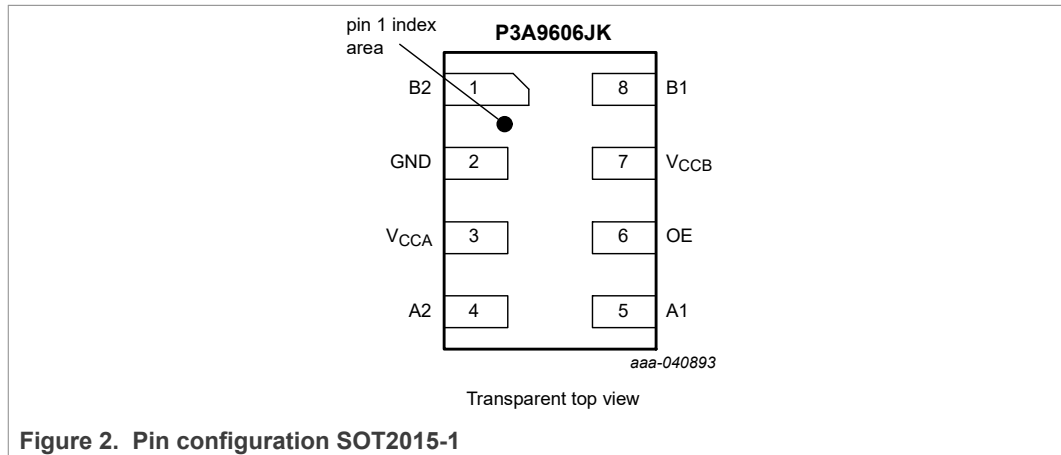 pin 1 index
area
P3A9606JK
B2 1 8 B1
GND 2 7 VCCB
VCCA 3 6 OE
A2 4 5 A1
aaa-040893
Transparent top view
Figure 2. Pin configuration SOT2015-1